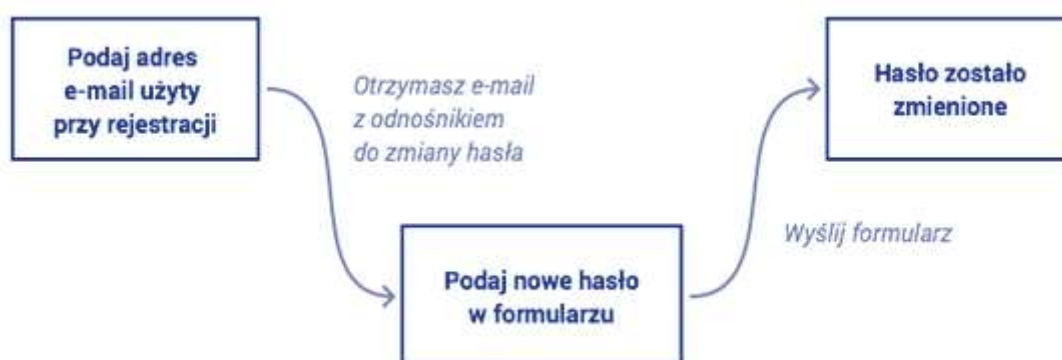 Podaj adres
e-mail użyty
przy rejestracji
Otrzymasz e-mail
z odnośnikiem
do zmiany hasła
Podaj nowe hasło
w formularzu
Wyślij formularz
Hasło zostało
zmienione